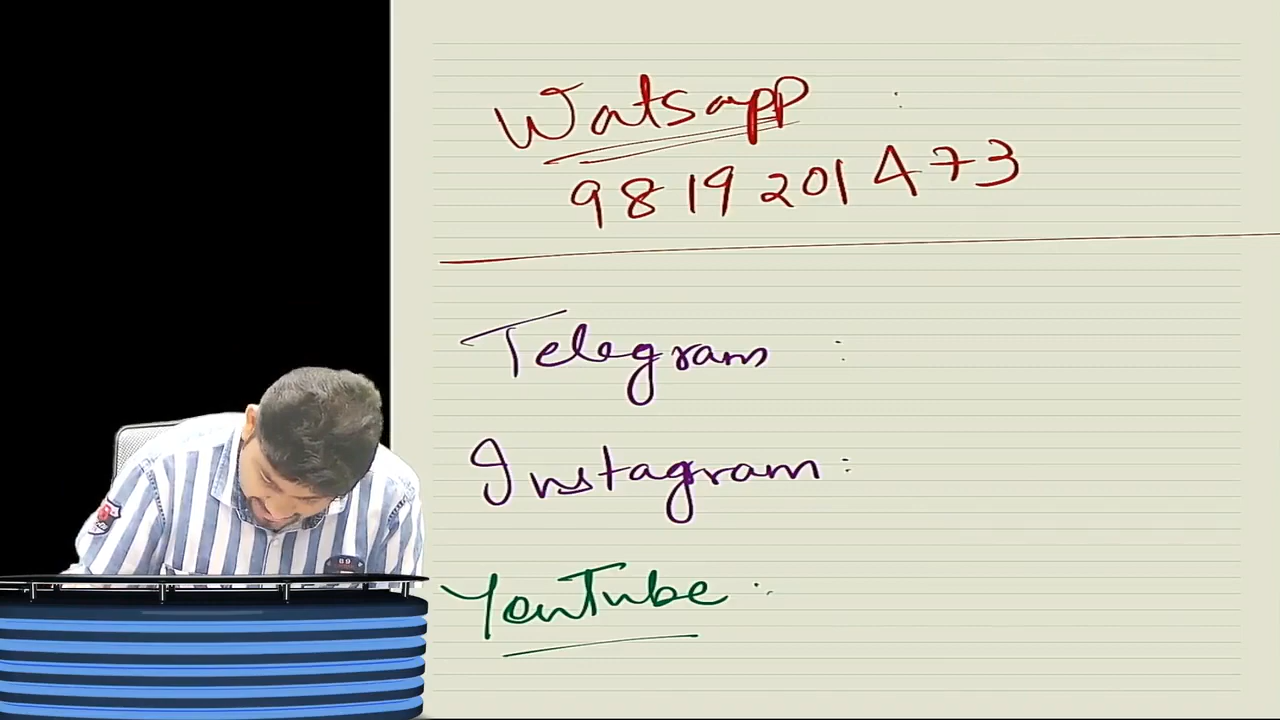 Watsapp :
9819201473
Telegram :
Instagram :
YouTube :